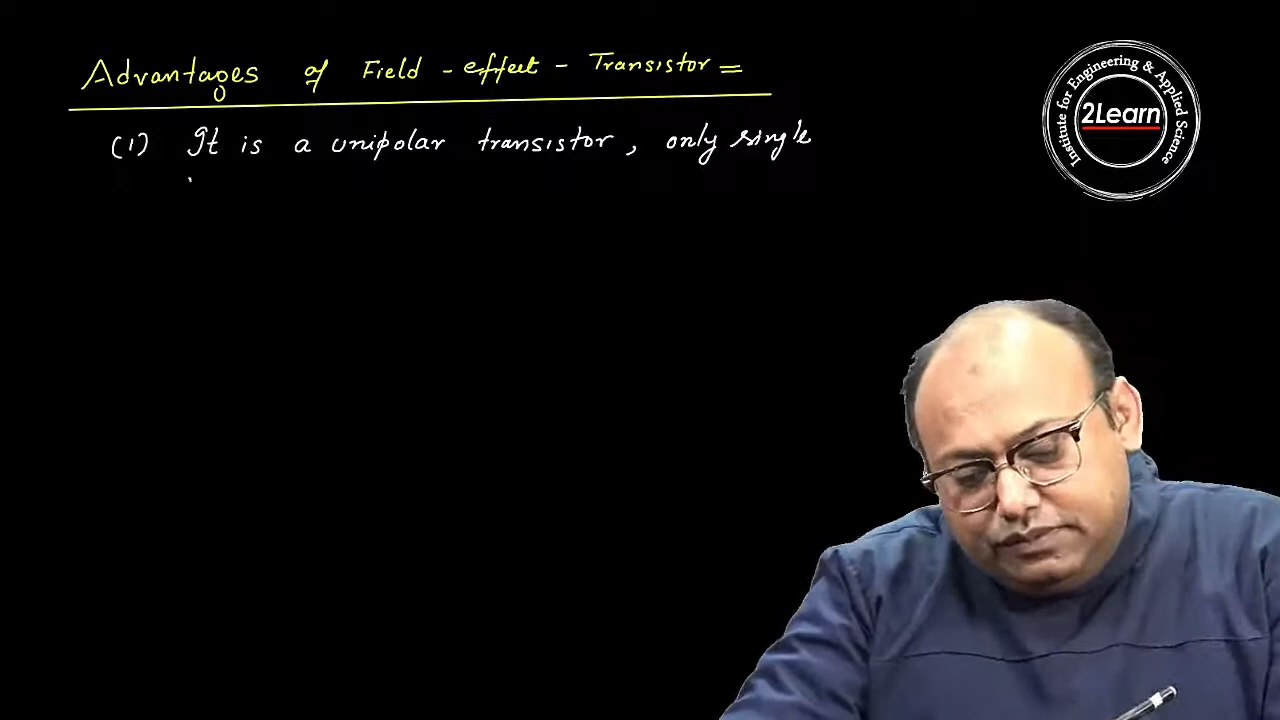 Advantages of Field-effect-Transistor =
(1) It is a unipolar transistor, only single
Institute for Engineering & Applied Science
2Learn